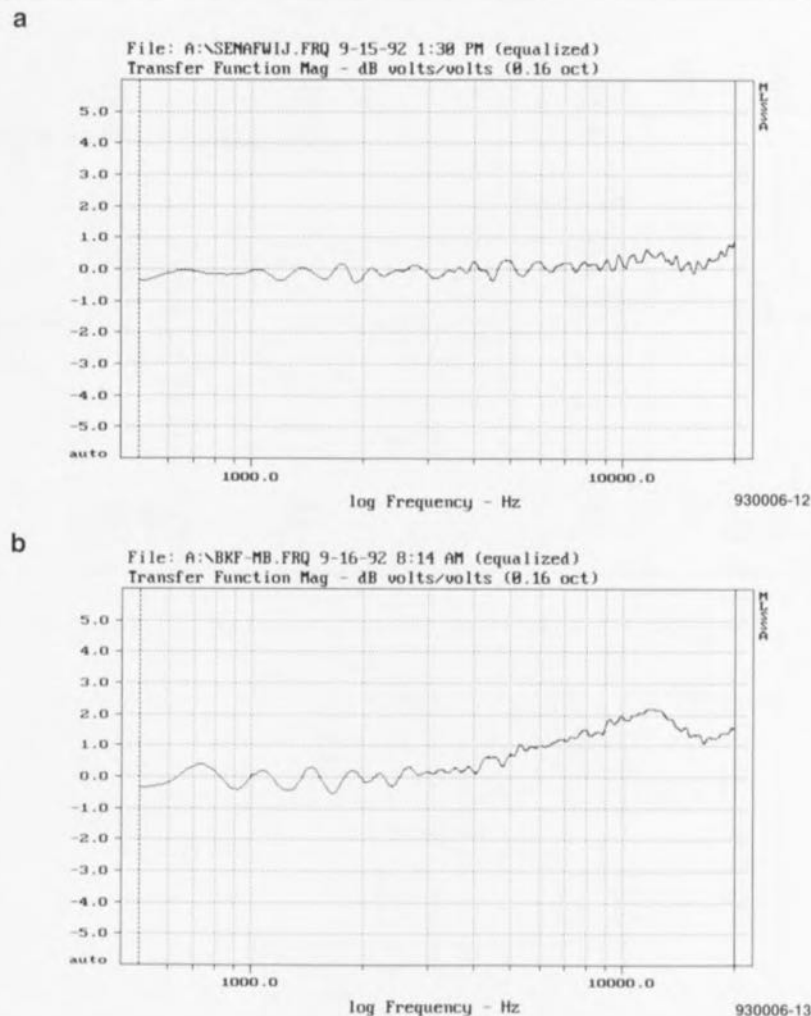 a
File: A:\SENAFWIJ.FRQ 9-15-92 1:30 PM (equalized)
Transfer Function Mag - dB volts/volts (0.16 oct)
MLSSA
5.0
4.0
3.0
2.0
1.0
0.0
-1.0
-2.0
-3.0
-4.0
-5.0
auto
1000.0
10000.0
log Frequency - Hz
930006-12
b
File: A:\BKF-MB.FRQ 9-16-92 8:14 AM (equalized)
Transfer Function Mag - dB volts/volts (0.16 oct)
MLSSA
5.0
4.0
3.0
2.0
1.0
0.0
-1.0
-2.0
-3.0
-4.0
-5.0
auto
1000.0
10000.0
log Frequency - Hz
930006-13